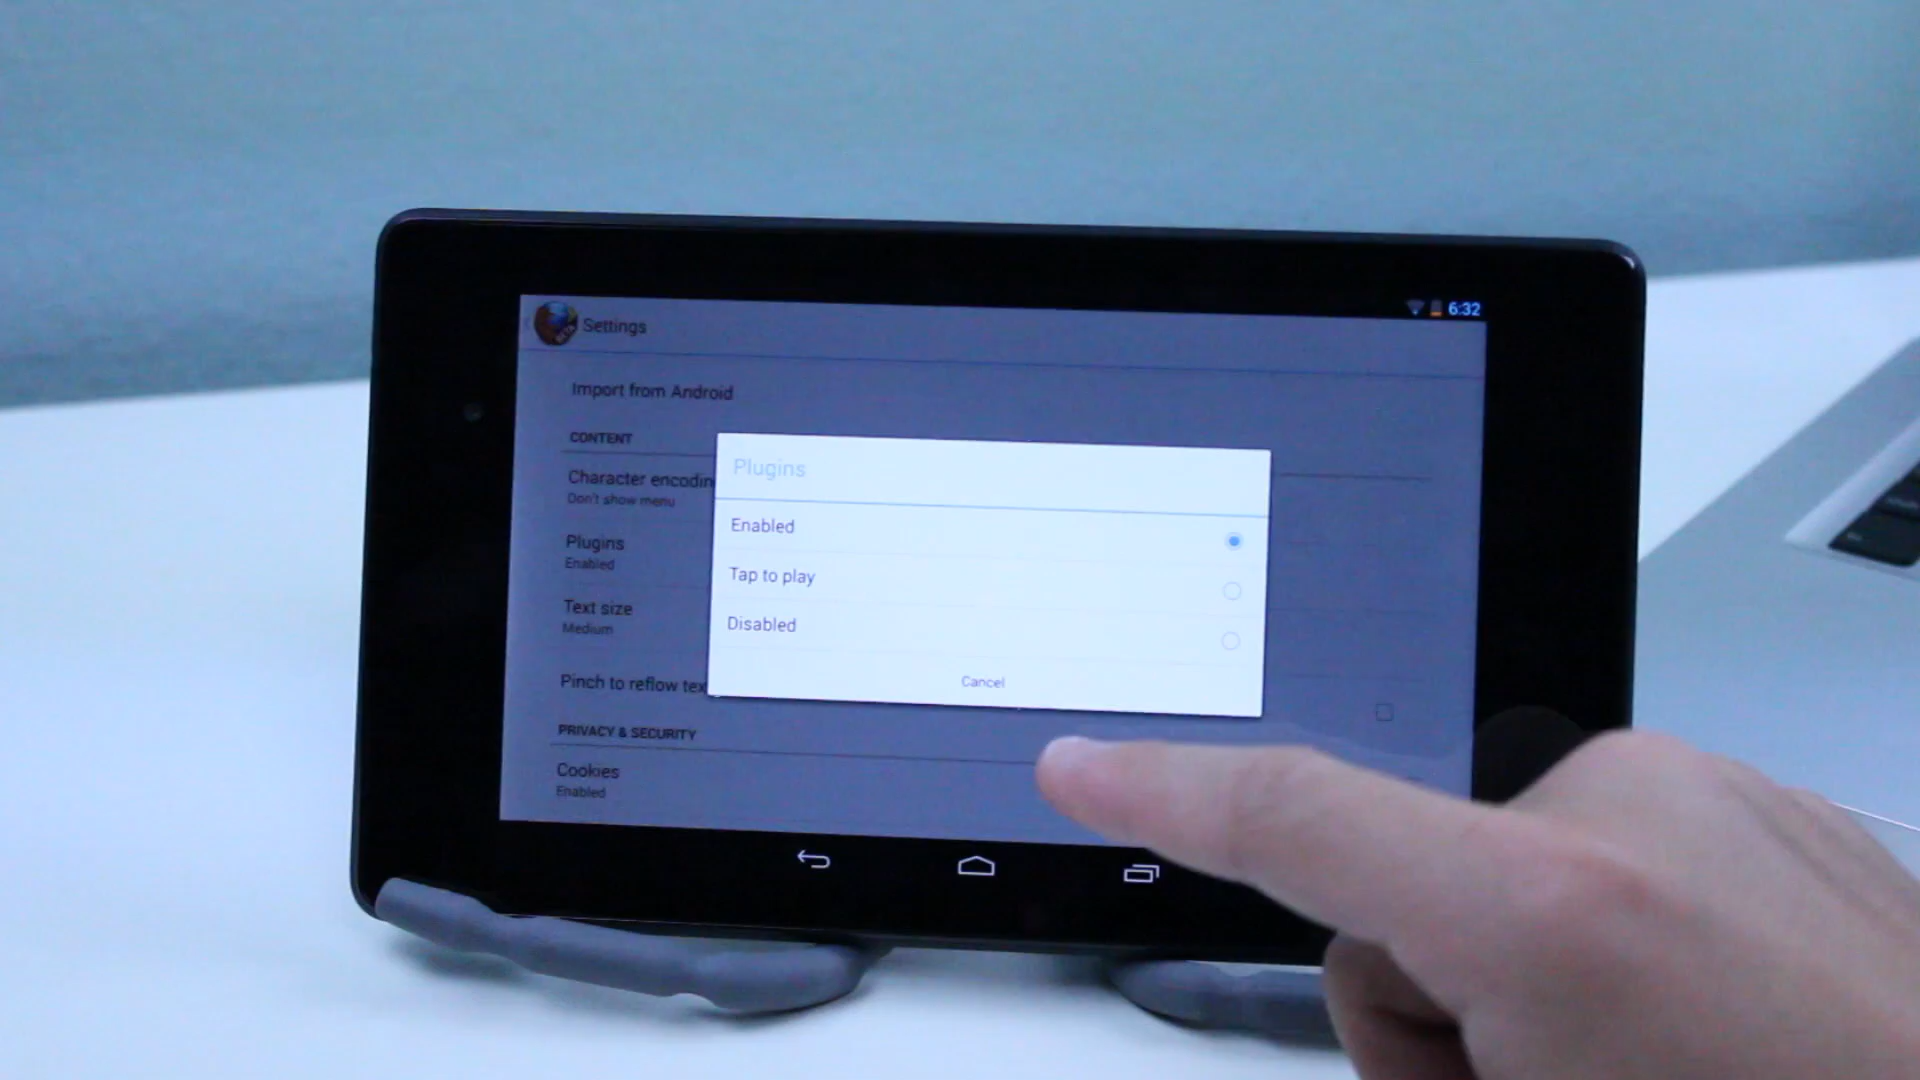 Settings
6:32
Import from Android
CONTENT
Character encodin
Don't show menu
Plugins
Enabled
Text size
Medium
Pinch to reflow tex
PRIVACY & SECURITY
Cookies
Enabled
Plugins
Enabled
Tap to play
Disabled
Cancel